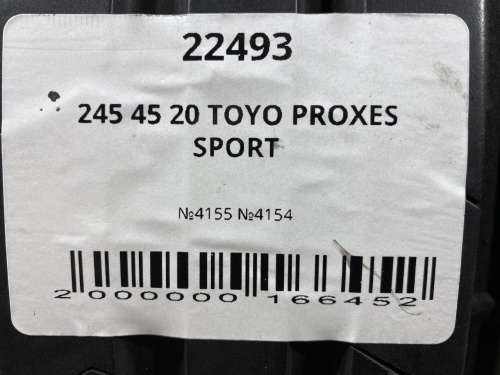 22493
245 45 20 TOYO PROXES
SPORT
№4155 №4154
2 000000 166452